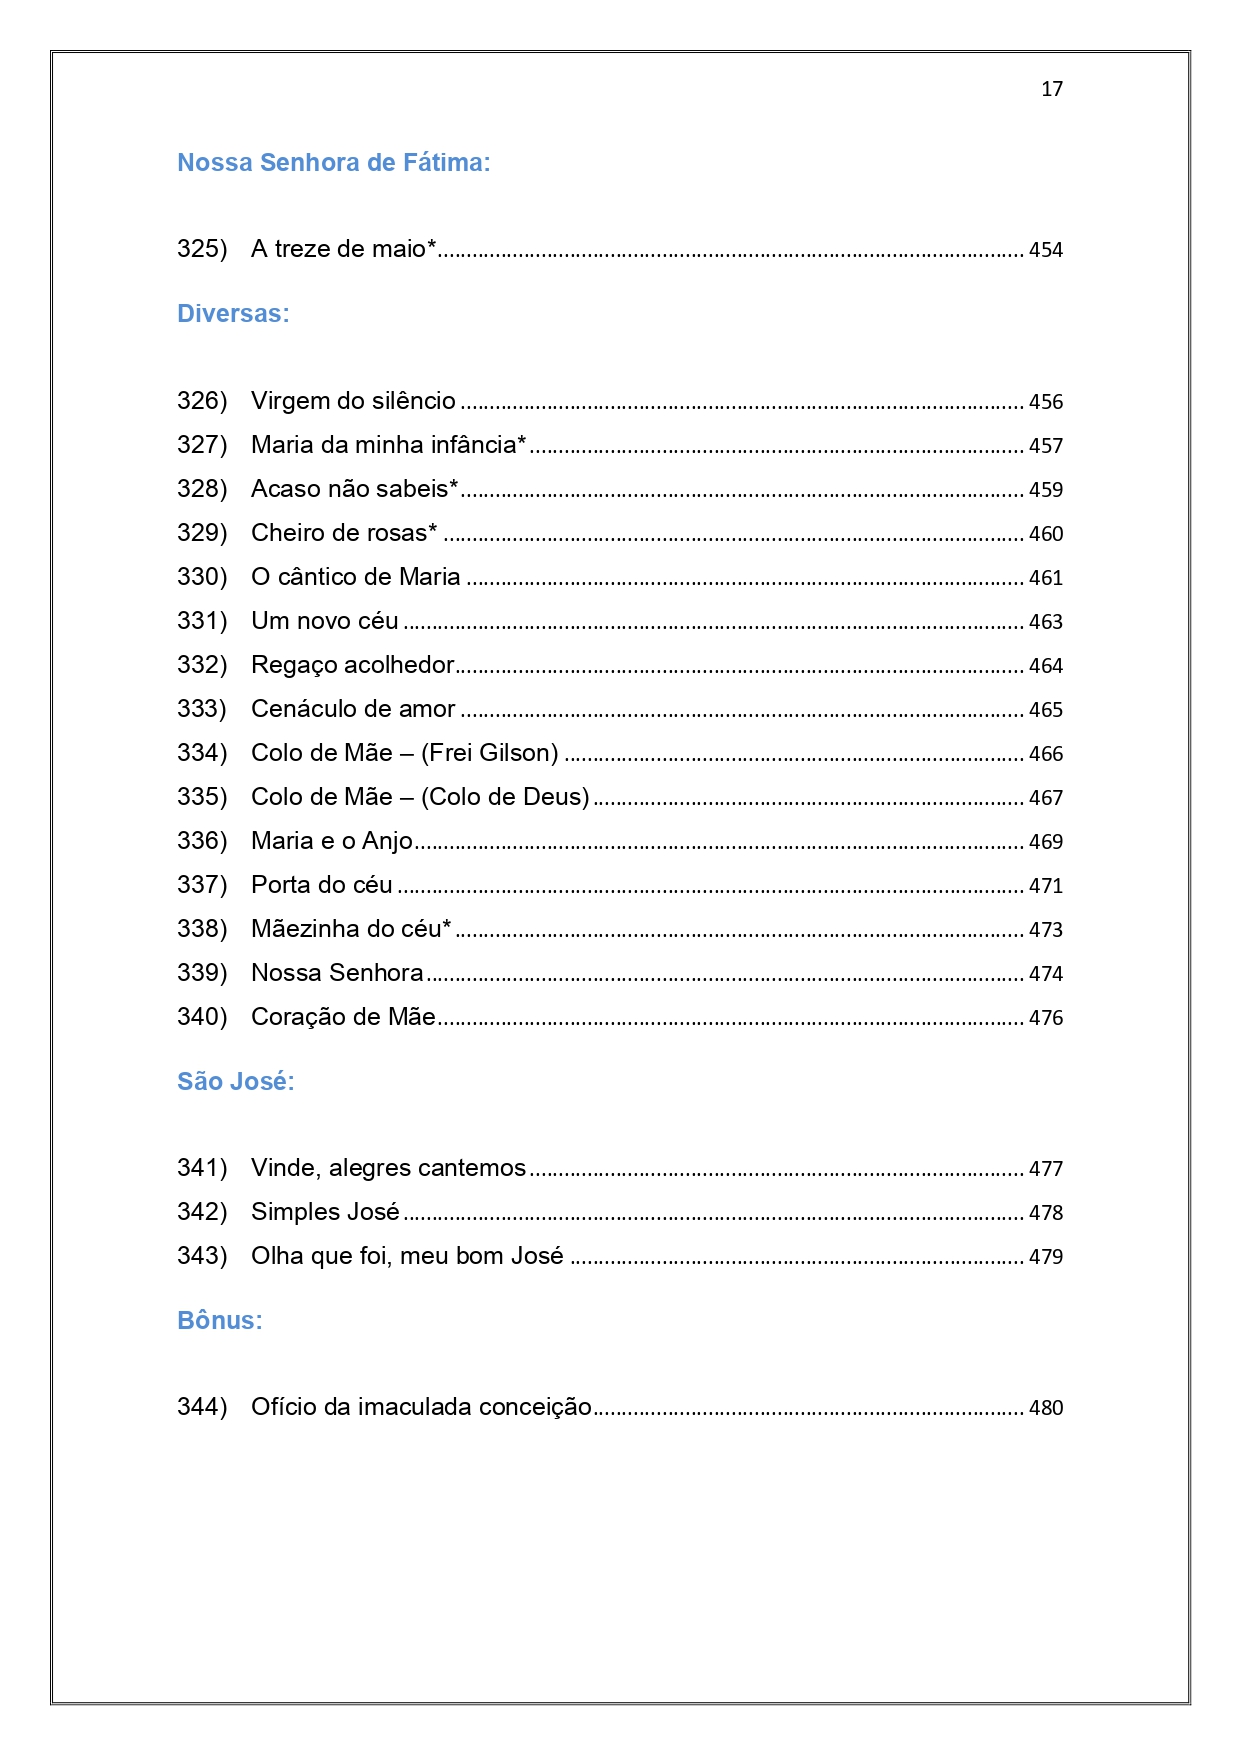 17
Nossa Senhora de Fátima:
325) A treze de maio*........................................................................................................ 454
Diversas:
326) Virgem do silêncio .................................................................................................... 456
327) Maria da minha infância* ........................................................................................ 457
328) Acaso não sabeis*.................................................................................................... 459
329) Cheiro de rosas* ....................................................................................................... 460
330) O cântico de Maria ................................................................................................... 461
331) Um novo céu .............................................................................................................. 463
332) Regaço acolhedor..................................................................................................... 464
333) Cenáculo de amor .................................................................................................... 465
334) Colo de Mãe – (Frei Gilson) .................................................................................. 466
335) Colo de Mãe – (Colo de Deus)............................................................................. 467
336) Maria e o Anjo............................................................................................................ 469
337) Porta do céu ............................................................................................................... 471
338) Mãezinha do céu* ..................................................................................................... 473
339) Nossa Senhora.......................................................................................................... 474
340) Coração de Mãe........................................................................................................ 476
São José:
341) Vinde, alegres cantemos ........................................................................................ 477
342) Simples José .............................................................................................................. 478
343) Olha que foi, meu bom José ................................................................................. 479
Bônus:
344) Ofício da imaculada conceição............................................................................. 480